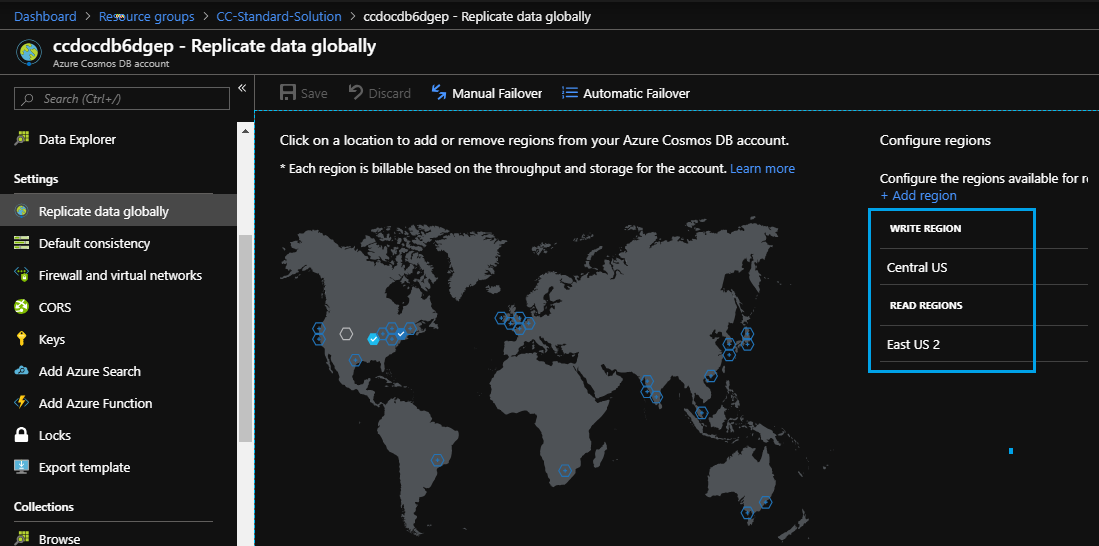 Dashboard > Resource groups > CC-Standard-Solution > ccdocdb6dgep - Replicate data globally
ccdocdb6dgep - Replicate data globally
Azure Cosmos DB account
Search (Ctrl+/)
«
Save Discard Manual Failover Automatic Failover
Data Explorer
Settings
Replicate data globally
Default consistency
Firewall and virtual networks
CORS
Keys
Add Azure Search
Add Azure Function
Locks
Export template
Collections
Browse
Click on a location to add or remove regions from your Azure Cosmos DB account.
* Each region is billable based on the throughput and storage for the account. Learn more
Configure regions
Configure the regions available for
+ Add region
WRITE REGION
Central US
READ REGIONS
East US 2